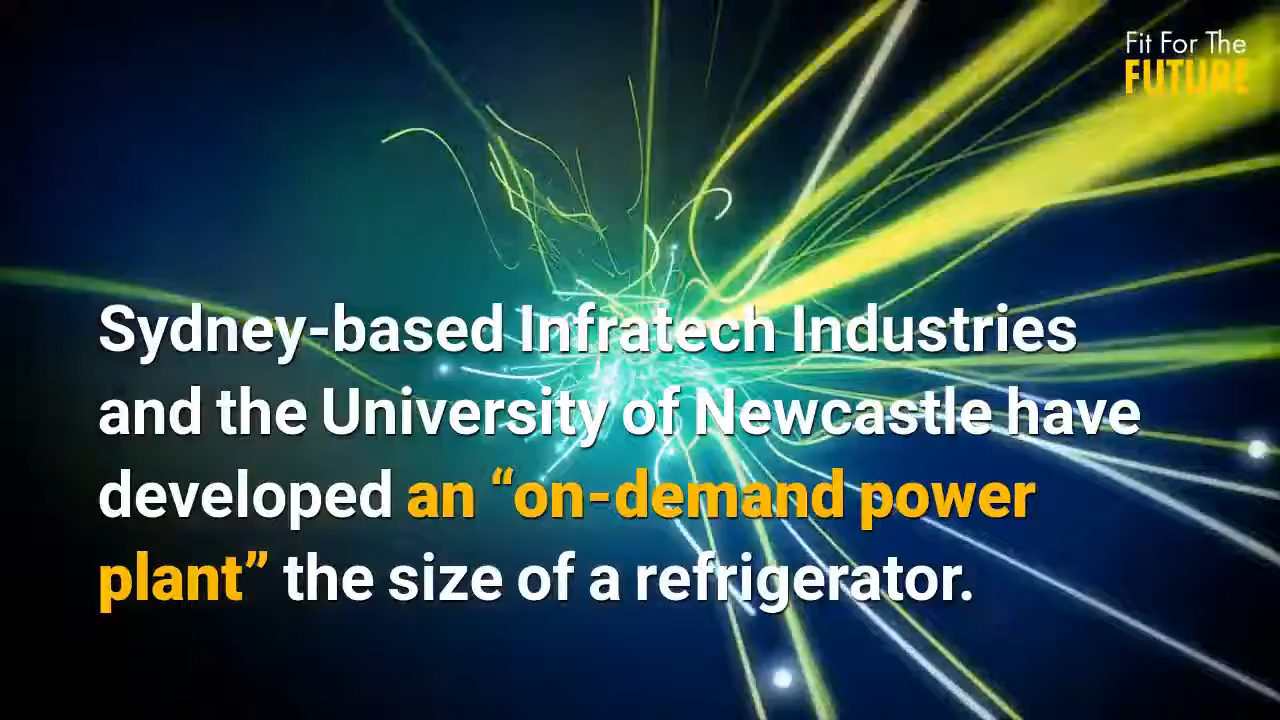 Fit For The
FUTURE
Sydney-based Infratech Industries
and the University of Newcastle have
developed an “on-demand power
plant” the size of a refrigerator.